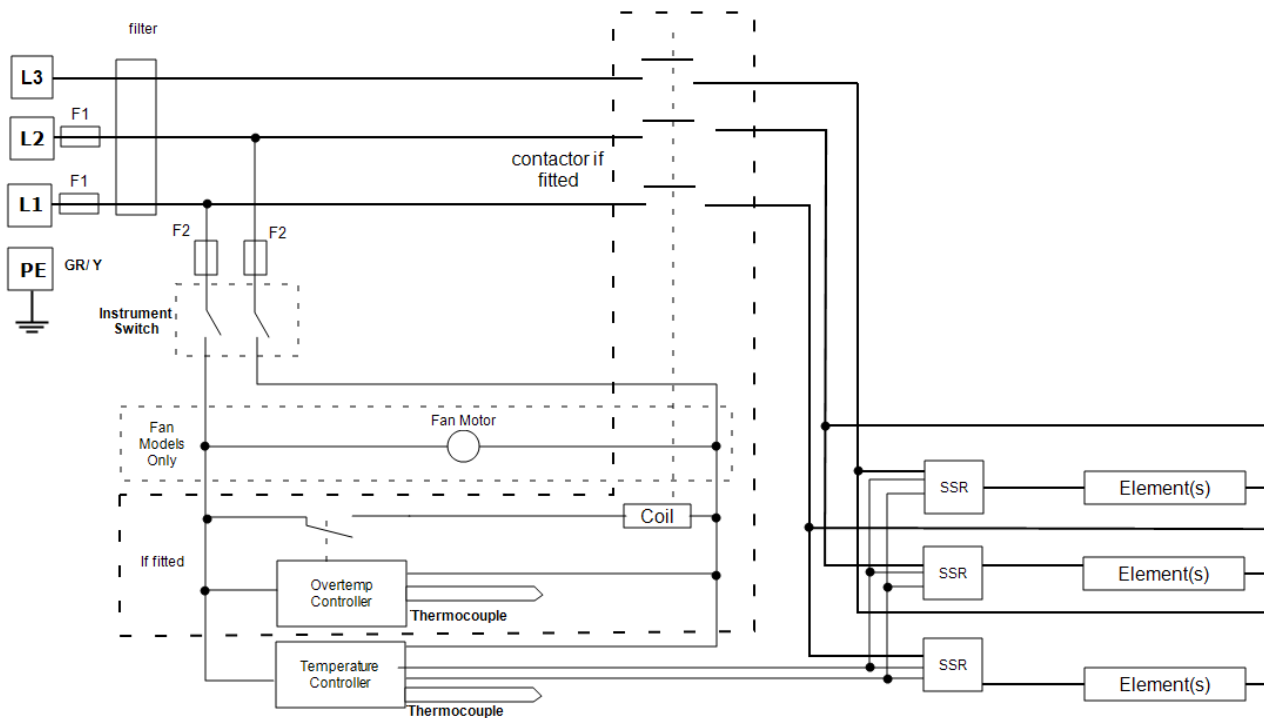 filter
L3
F1
L2
contactor if
fitted
F1
L1
F2
F2
PE
GR/ Y
Instrument
Switch
Fan Motor
Fan
Models
Only
SSR
Element(s)
Coil
If fitted
Overtemp
Controller
Thermocouple
SSR
Element(s)
Temperature
Controller
Thermocouple
SSR
Element(s)